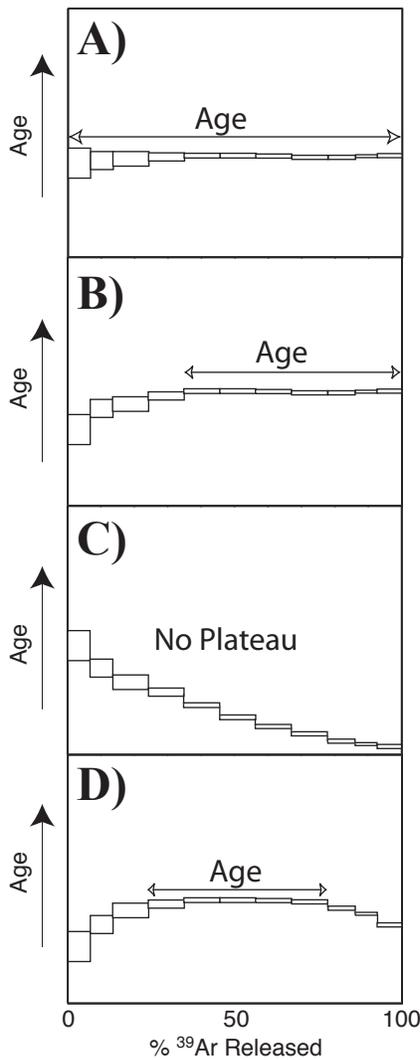 A)
Age
Age
B)
Age
Age
C)
No Plateau
Age
D)
Age
Age
0 50 100
% ³⁹Ar Released